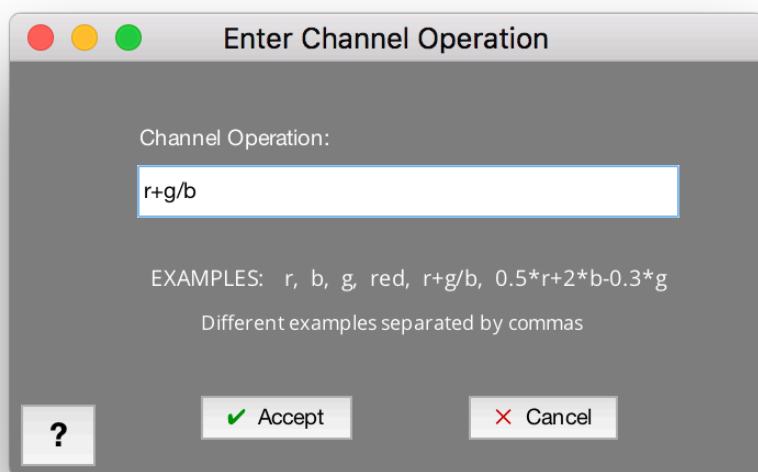 Enter Channel Operation
Channel Operation:
r+g/b
EXAMPLES: r, b, g, red, r+g/b, 0.5*r+2*b-0.3*g
Different examples separated by commas
? ✔ Accept ✕ Cancel